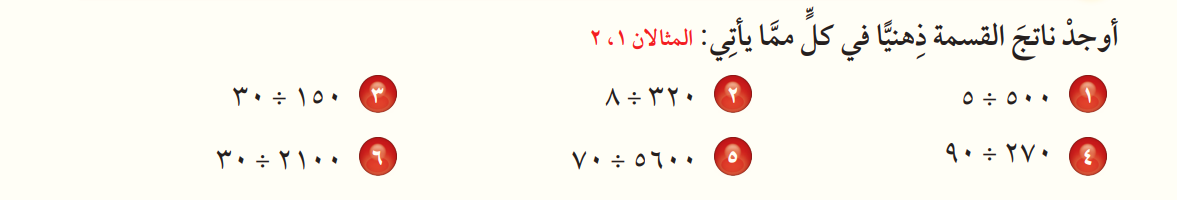 أوجدْ ناتجَ القسمة ذِهنيًّا في كلٍّ ممَّا يأتِي: المثالان ١، ٢
١ ٥٠٠ ÷ ٥ ٢ ٣٢٠ ÷ ٨ ٣ ١٥٠ ÷ ٣٠
٤ ٢٧٠ ÷ ٩٠ ٥ ٥٦٠٠ ÷ ٧٠ ٦ ٢١٠٠ ÷ ٣٠